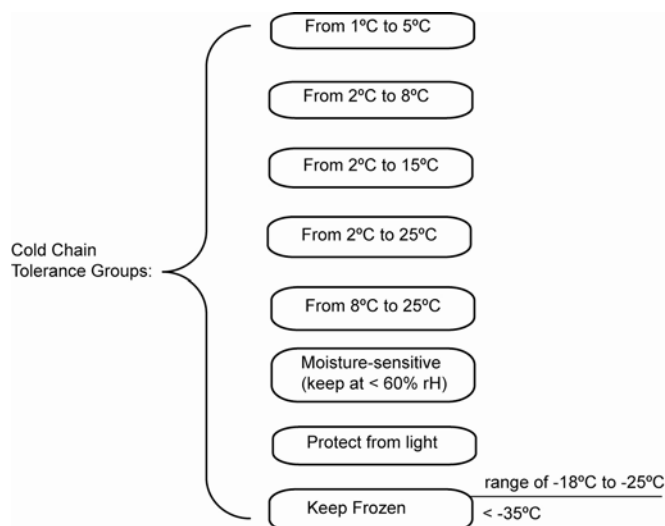 From 1ºC to 5ºC
From 2ºC to 8ºC
From 2ºC to 15ºC
From 2ºC to 25ºC
Cold Chain
Tolerance Groups:
From 8ºC to 25ºC
Moisture-sensitive
(keep at < 60% rH)
Protect from light
Keep Frozen
range of -18ºC to -25ºC
< -35ºC